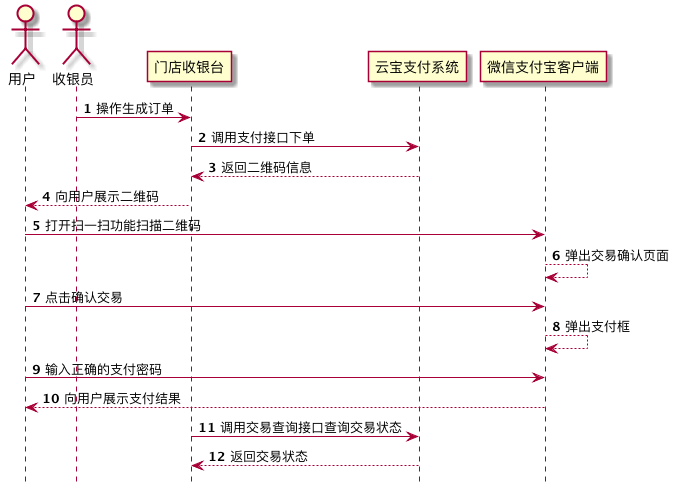 用户
收银员
门店收银台
云宝支付系统
微信支付宝客户端
1 操作生成订单
2 调用支付接口下单
3 返回二维码信息
4 向用户展示二维码
5 打开扫一扫功能扫描二维码
6 弹出交易确认页面
7 点击确认交易
8 弹出支付框
9 输入正确的支付密码
10 向用户展示支付结果
11 调用交易查询接口查询交易状态
12 返回交易状态